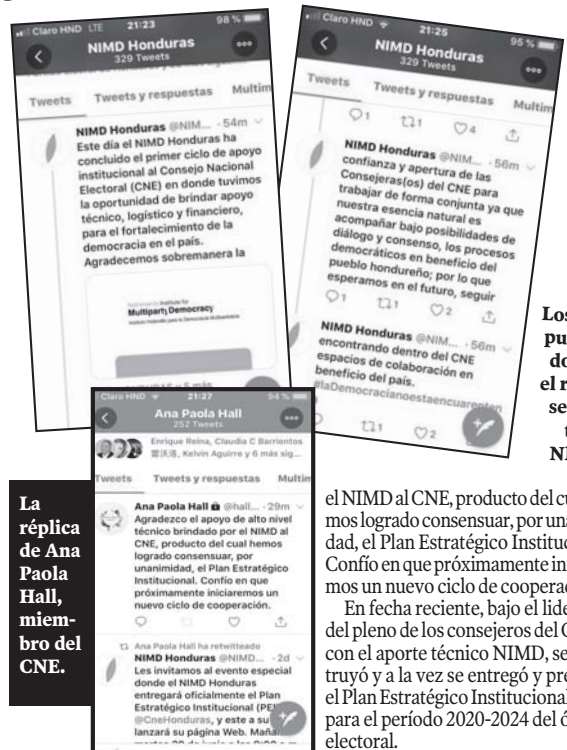 Claro HND LTE 21:23 98 %
NIMD Honduras
329 Tweets
Tweets Tweets y respuestas Multim
NIMD Honduras @NIM... · 54m
Este día el NIMD Honduras ha
concluido el primer ciclo de apoyo
institucional al Consejo Nacional
Electoral (CNE) en donde tuvimos
la oportunidad de brindar apoyo
técnico, logístico y financiero,
para el fortalecimiento de la
democracia en el país.
Agradecemos sobremanera la
Netherlands Institute for
Multiparty Democracy
Claro HND 21:25 95 %
NIMD Honduras
329 Tweets
Tweets Tweets y respuestas Multim
1 1 4
NIMD Honduras @NIM... · 56m
confianza y apertura de las
Consejeras(os) del CNE para
trabajar de forma conjunta ya que
nuestra esencia natural es
acompañar bajo posibilidades de
diálogo y consenso, los procesos
democráticos en beneficio del
pueblo hondureño; por lo que
esperamos en el futuro, seguir
1 1 2
NIMD Honduras @NIM... · 56m
encontrando dentro del CNE
espacios de colaboración en
beneficio del país.
#laDemocracianoestaencuarenten
1 2
Los
pu
do
el r
se
t
NI
Claro HND 21:27 94 %
Ana Paola Hall
252 Tweets
Enrique Reina, Claudia C Barrientos
雷沃洛, Kelvin Aguirre y 6 más sig...
Tweets Tweets y respuestas Multim
Ana Paola Hall @hall... · 29m
Agradezco el apoyo de alto nivel
técnico brindado por el NIMD al
CNE, producto del cual hemos
logrado consensuar, por
unanimidad, el Plan Estratégico
Institucional. Confío en que
próximamente iniciaremos un
nuevo ciclo de cooperación.
Ana Paola Hall ha retwitteado
NIMD Honduras @NIMD... · 2d
Les invitamos al evento especial
donde el NIMD Honduras
entregará oficialmente el Plan
Estratégico Institucional (PEI
@CneHonduras, y este a su
lanzará su página Web. Mañan
La
réplica
de Ana
Paola
Hall,
miem-
bro del
CNE.
el NIMD al CNE, producto del cu
mos logrado consensuar, por una
dad, el Plan Estratégico Instituc
Confío en que próximamente ini
mos un nuevo ciclo de cooperac
En fecha reciente, bajo el lide
del pleno de los consejeros del C
con el aporte técnico NIMD, se
truyó y a la vez se entregó y pre
el Plan Estratégico Institucional
para el período 2020-2024 del ó
electoral.